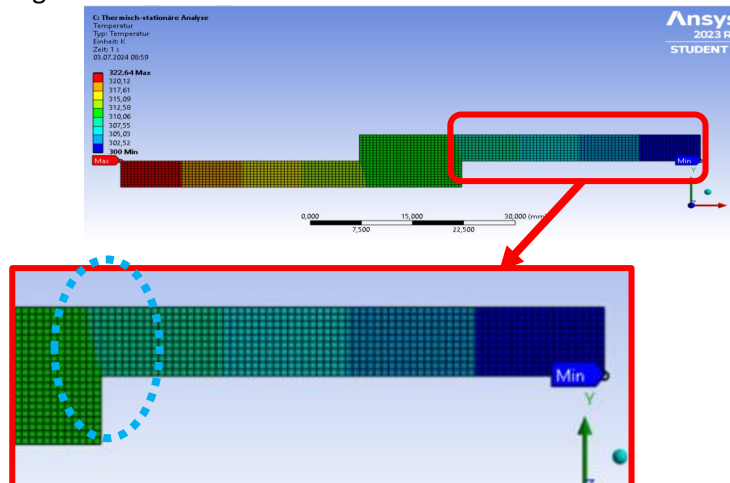 C: Thermisch-stationäre Analyse
Temperatur
Typ: Temperatur
Einheit: K
Zeit: 1 s
03.07.2024 08:59
322,64 Max
320,12
317,61
315,09
312,58
310,06
307,55
305,03
302,52
300 Min
Max
Ansys
2023 R
STUDENT
Min
Y
0,000 15,000 30,000 (mm)
7,500 22,500
Min
Y